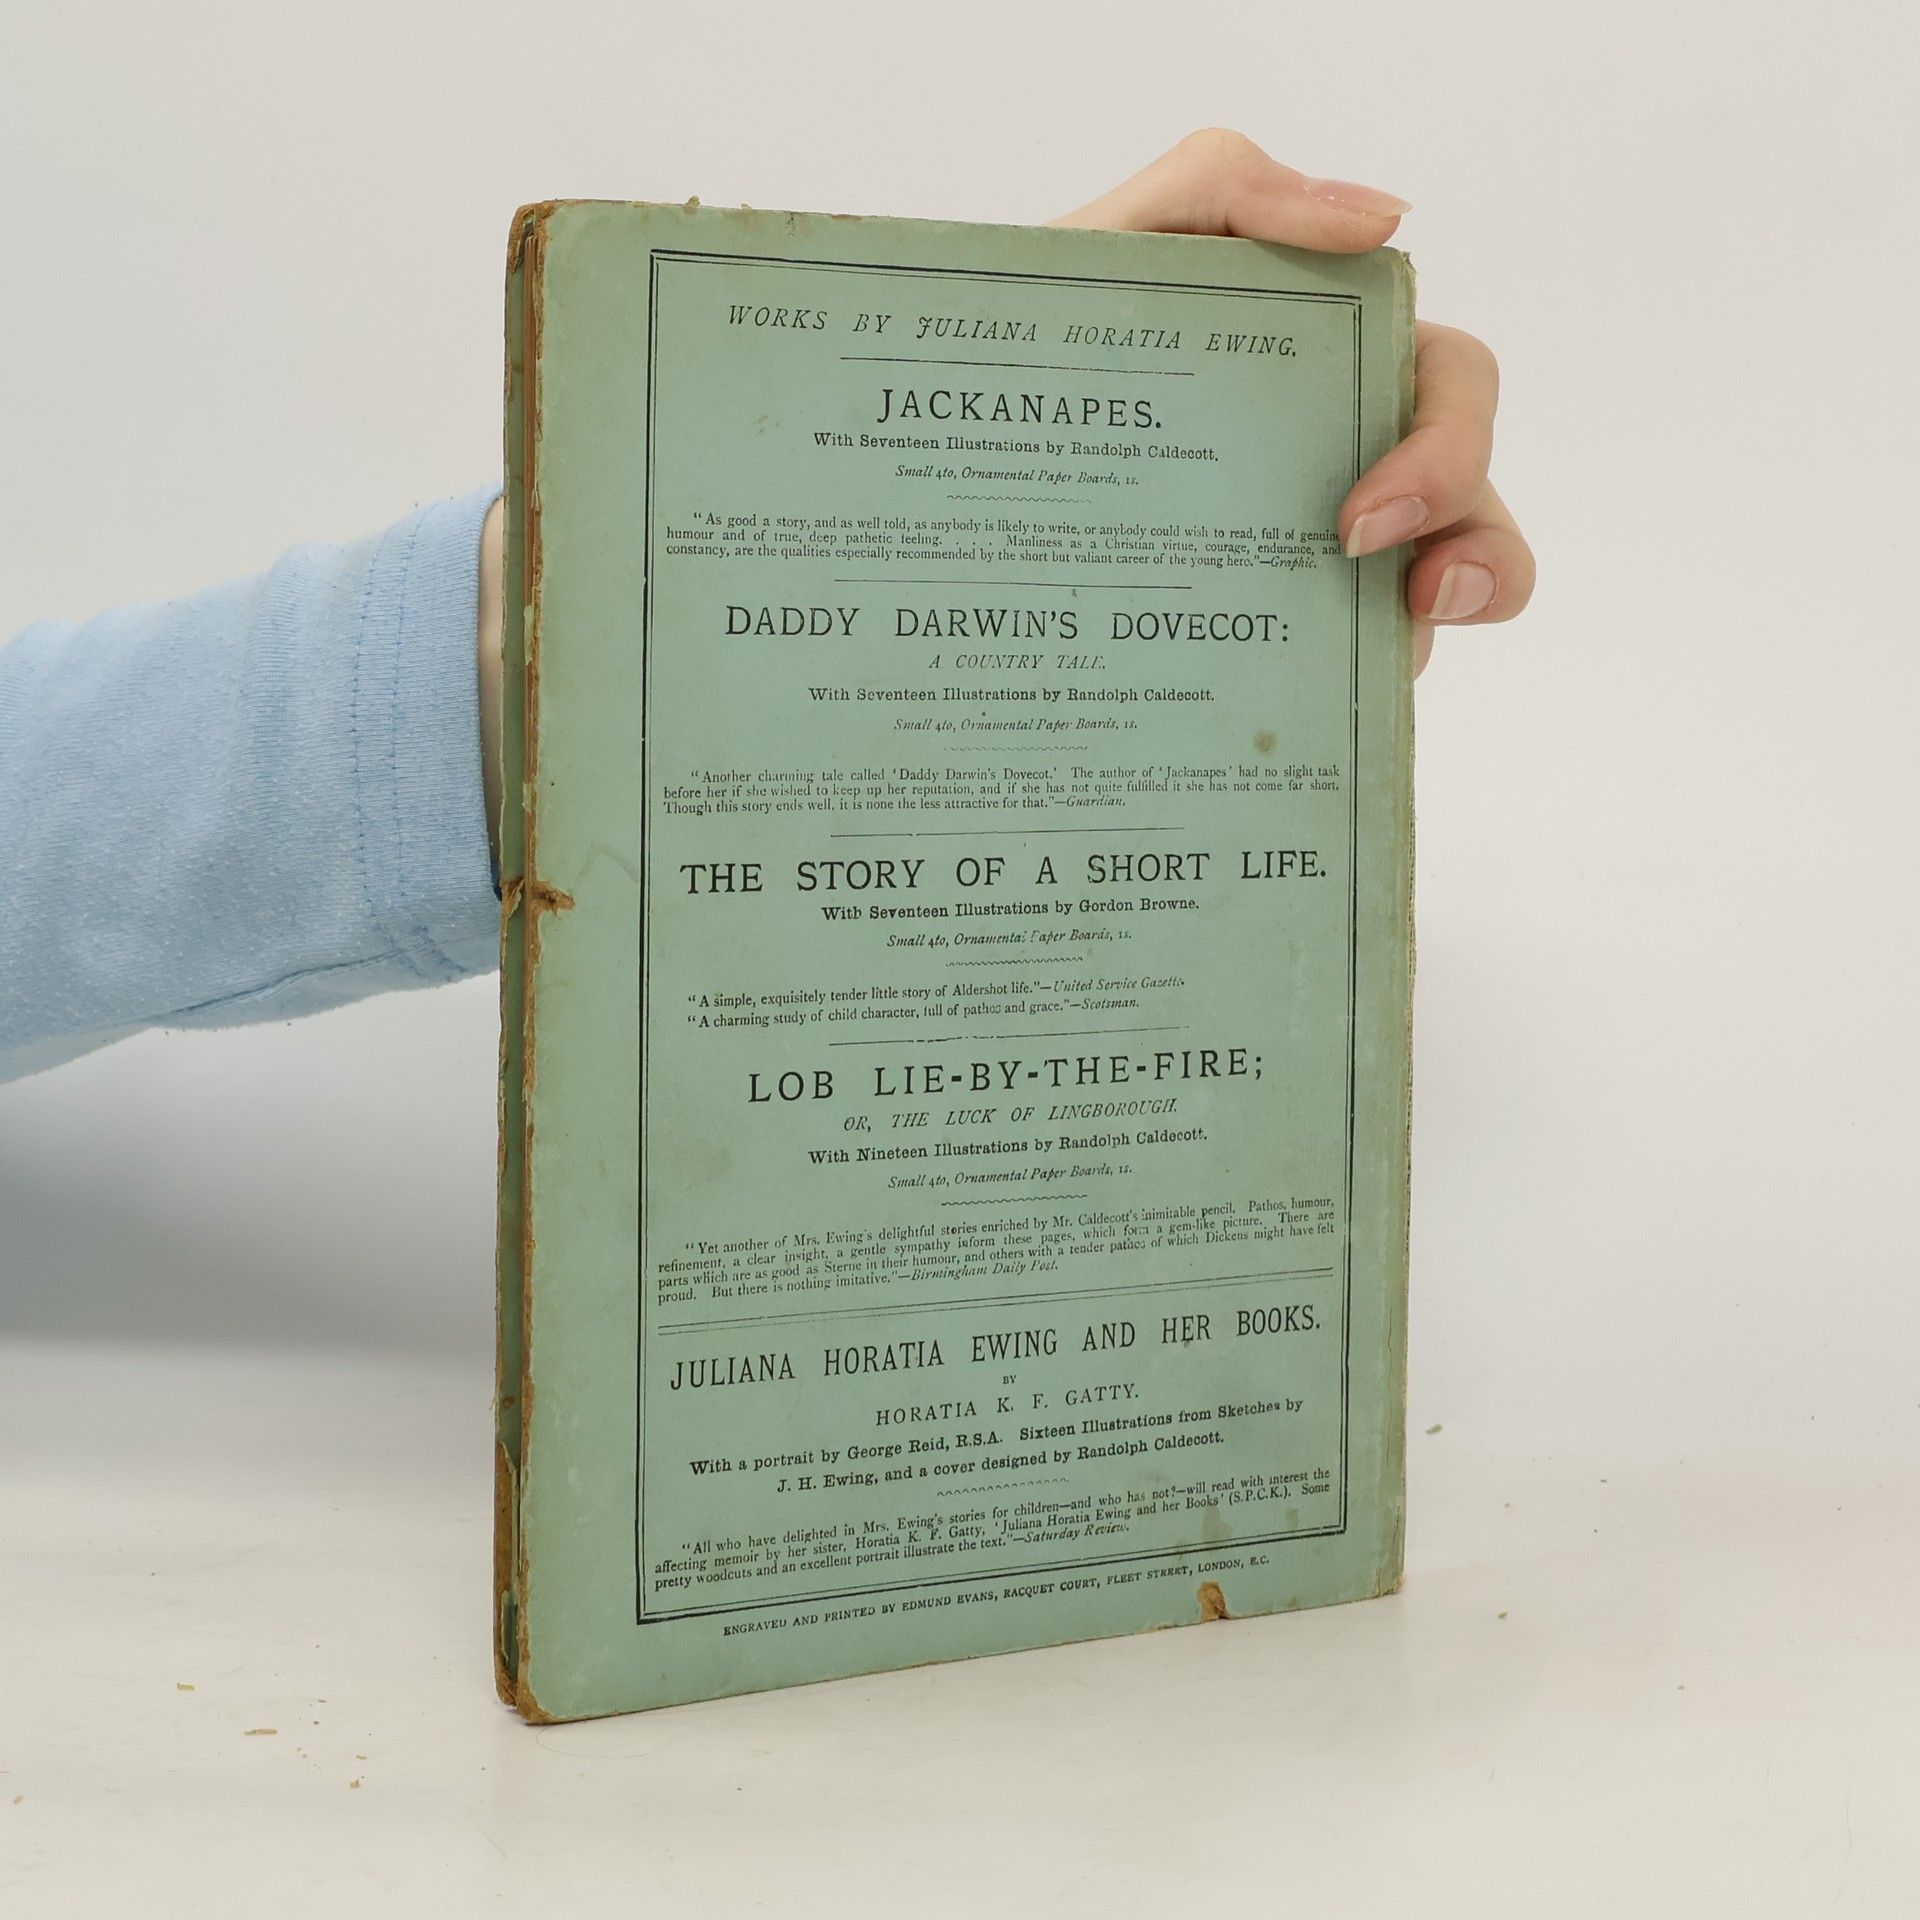 WORKS BY JULIANA HORATIA EWING.
JACKANAPES.
With Seventeen Illustrations by Randolph Caldecott.
Small 4to, Ornamental Paper Boards, 1s.
"As good a story, and as well told, as anybody is likely to write, or anybody could wish to read, full of genuine
humour and of true, deep pathetic feeling. . . . Manliness as a Christian virtue, courage, endurance, and
constancy, are the qualities especially recommended by the short but valiant career of the young hero."—Graphic.
DADDY DARWIN'S DOVECOT:
A COUNTRY TALE.
With Seventeen Illustrations by Randolph Caldecott.
Small 4to, Ornamental Paper Boards, 1s.
"Another charming tale called 'Daddy Darwin's Dovecot.' The author of 'Jackanapes' had no slight task
before her if she wished to keep up her reputation, and if she has not quite fulfilled it she has not come far short.
Though this story ends well, it is none the less attractive for that."—Guardian.
THE STORY OF A SHORT LIFE.
With Seventeen Illustrations by Gordon Browne.
Small 4to, Ornamental Paper Boards, 1s.
"A simple, exquisitely tender little story of Aldershot life."—United Service Gazette.
"A charming study of child character, full of pathos and grace."—Scotsman.
LOB LIE-BY-THE-FIRE;
OR, THE LUCK OF LINGBOROUGH.
With Nineteen Illustrations by Randolph Caldecott.
Small 4to, Ornamental Paper Boards, 1s.
"Yet another of Mrs. Ewing's delightful stories enriched by Mr. Caldecott's inimitable pencil. Pathos, humour,
refinement, a clear insight, a gentle sympathy inform these pages, which form a gem-like picture. There are
parts which are as good as Sterne in their humour, and others with a tender pathos of which Dickens might have felt
proud. But there is nothing imitative."—Birmingham Daily Post.
JULIANA HORATIA EWING AND HER BOOKS.
BY
HORATIA K. F. GATTY.
With a portrait by George Reid, R.S.A. Sixteen Illustrations from Sketches by
J. H. Ewing, and a cover designed by Randolph Caldecott.
"All who have delighted in Mrs. Ewing's stories for children—and who has not?—will read with interest the
affecting memoir by her sister, Horatia K. F. Gatty, 'Juliana Horatia Ewing and her Books' (S.P.C.K.). Some
pretty woodcuts and an excellent portrait illustrate the text."—Saturday Review.
ENGRAVED AND PRINTED BY EDMUND EVANS, RACQUET COURT, FLEET STREET, LONDON, E.C.